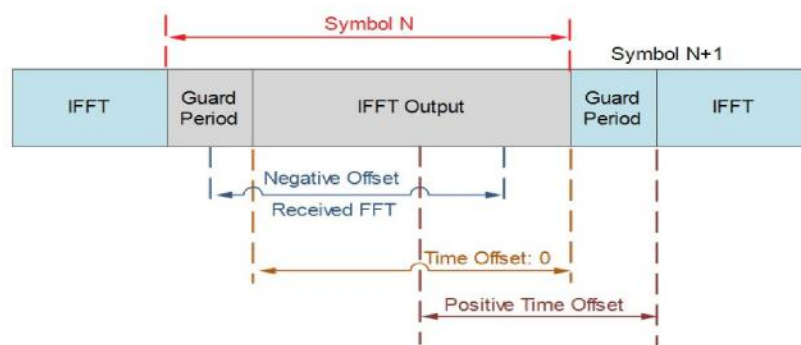 Symbol N
Symbol N+1
IFFT
Guard
Period
IFFT Output
Guard
Period
IFFT
Negative Offset
Received FFT
Time Offset: 0
Positive Time Offset